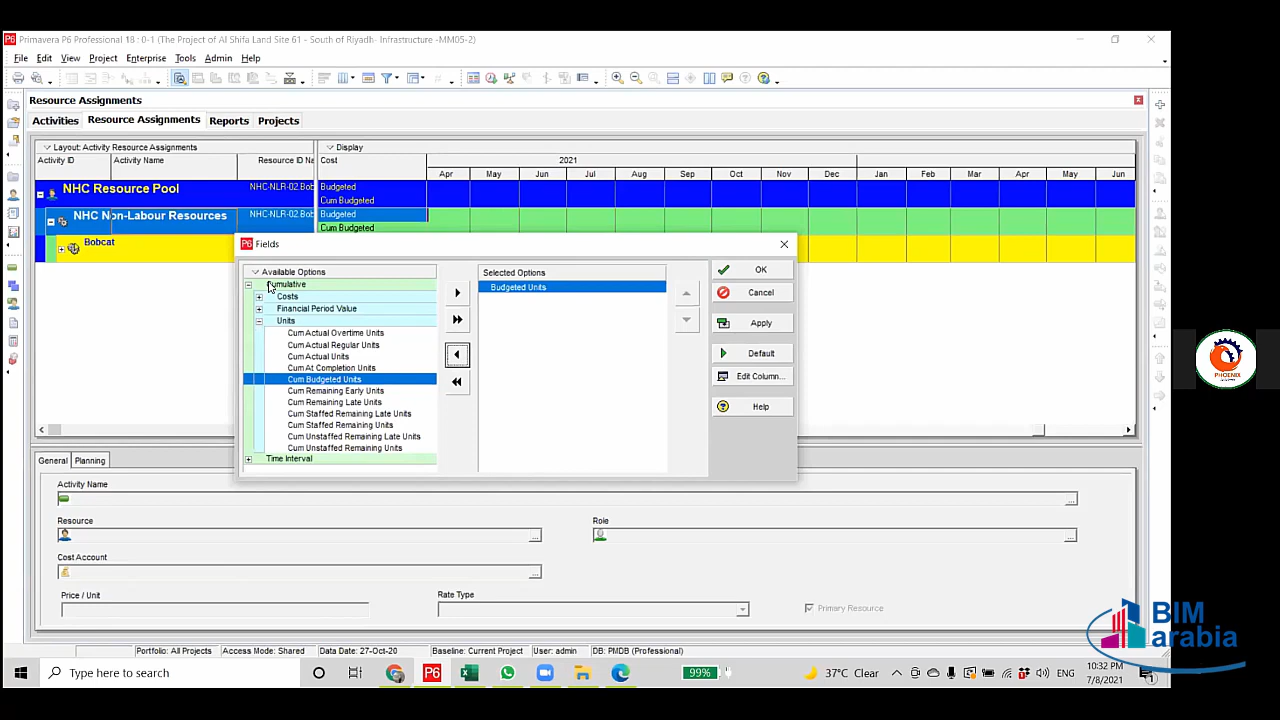 Primavera P6 Professional 18 : 0-1 (The Project of Al Shifa Land Site 61 - South of Riyadh- Infrastructure -MM05-2)
File Edit View Project Enterprise Tools Admin Help
Resource Assignments
Activities Resource Assignments Reports Projects
Layout: Activity Resource Assignments Display
Activity ID Activity Name Resource ID Na Cost 2021
Apr May Jun Jul Aug Sep Oct Nov Dec Jan Feb Mar Apr May Jun
NHC Resource Pool NHC-NLR-02.Bob Budgeted
Cum Budgeted
NHC Non-Labour Resources NHC-NLR-02.Bob Budgeted
Cum Budgeted
Bobcat
Fields
Available Options
Cumulative
Costs
Financial Period Value
Units
Cum Actual Overtime Units
Cum Actual Regular Units
Cum Actual Units
Cum At Completion Units
Cum Budgeted Units
Cum Remaining Early Units
Cum Remaining Late Units
Cum Staffed Remaining Late Units
Cum Staffed Remaining Units
Cum Unstaffed Remaining Late Units
Cum Unstaffed Remaining Units
Time Interval
Selected Options
Budgeted Units
OK
Cancel
Apply
Default
Edit Column...
Help
General Planning
Activity Name
Resource Role
Cost Account
Price / Unit Rate Type Primary Resource
Portfolio: All Projects Access Mode: Shared Data Date: 27-Oct-20 Baseline: Current Project User: admin DB: PMDB (Professional)
Type here to search 99% 37°C Clear ENG 10:32 PM
7/8/2021
PHOENIX
BIM
arabia